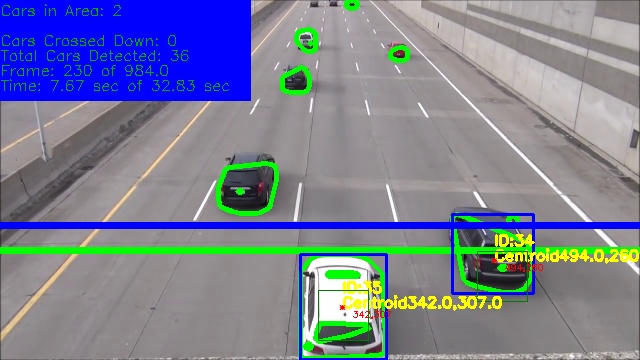 Cars in Area: 2
Cars Crossed Down: 0
Total Cars Detected: 36
Frame: 230 of 984.0
Time: 7.67 sec of 32.83 sec
ID:34
Centroid494.0,260
ID:35
Centroid342.0,307.0